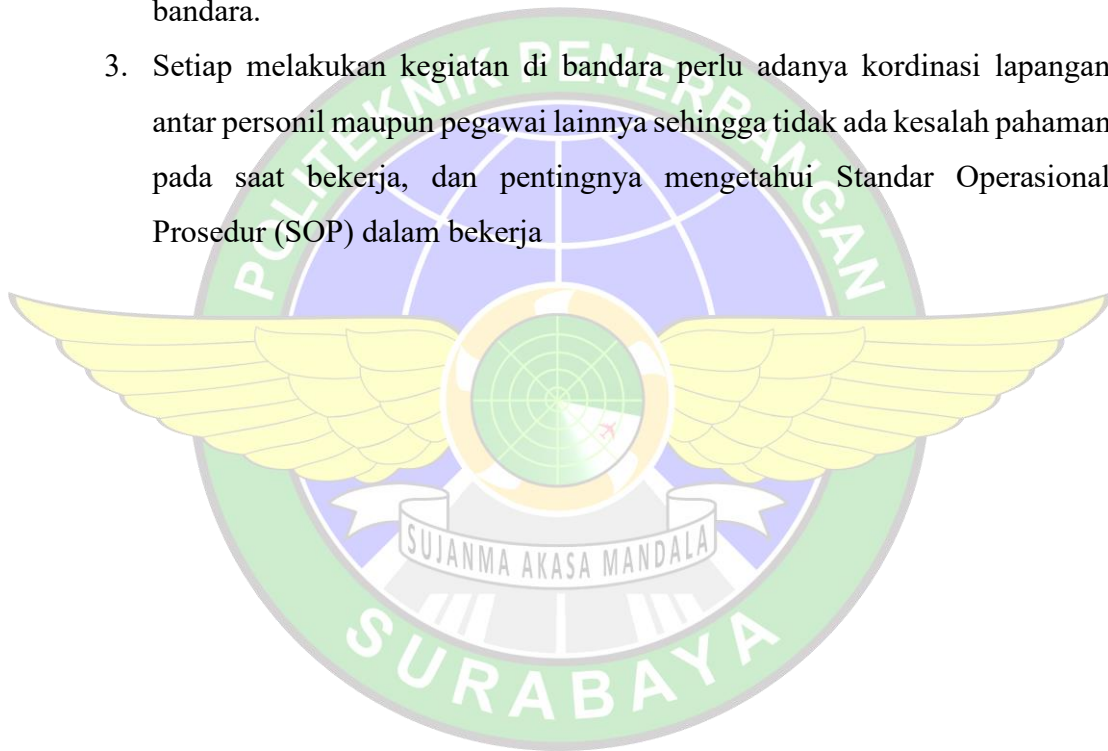 bandara.
3. Setiap melakukan kegiatan di bandara perlu adanya kordinasi lapangan
antar personil maupun pegawai lainnya sehingga tidak ada kesalah pahaman
pada saat bekerja, dan pentingnya mengetahui Standar Operasional
Prosedur (SOP) dalam bekerja
POLITEKNIK PENERBANGAN
SUJANMA AKASA MANDALA
SURABAYA